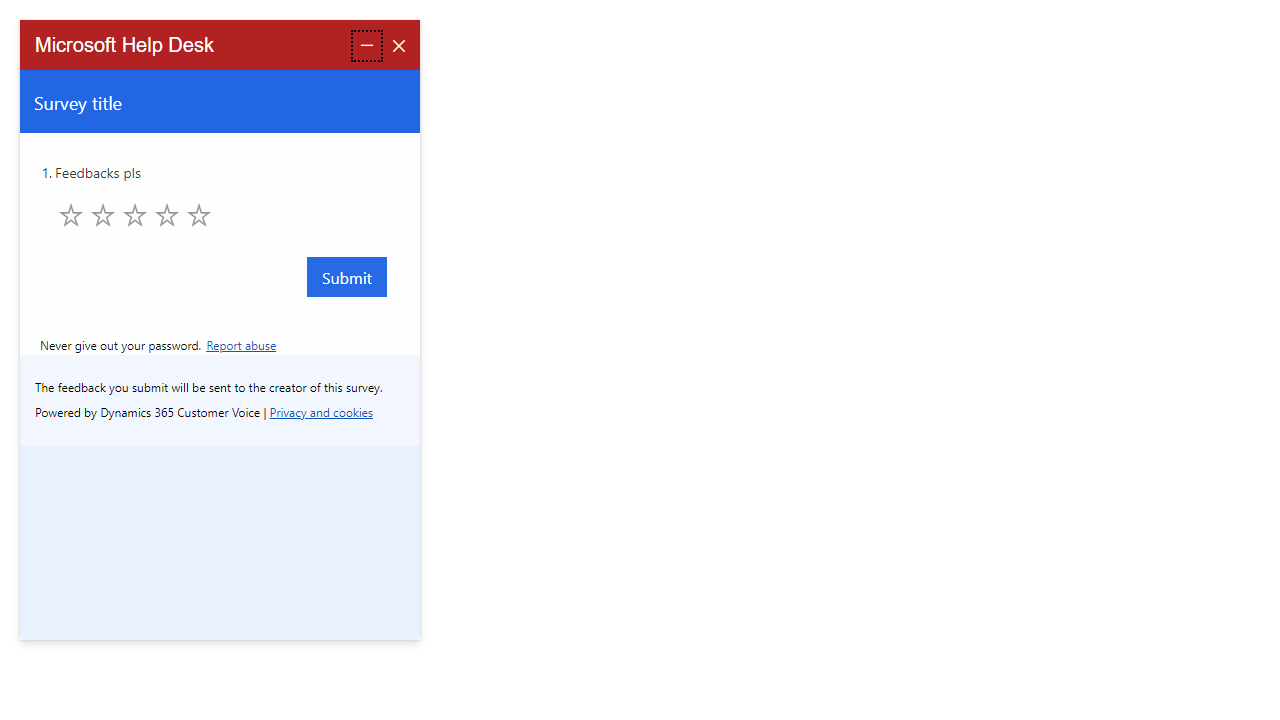 Microsoft Help Desk
Survey title
1. Feedbacks pls
Submit
Never give out your password. Report abuse
The feedback you submit will be sent to the creator of this survey.
Powered by Dynamics 365 Customer Voice | Privacy and cookies